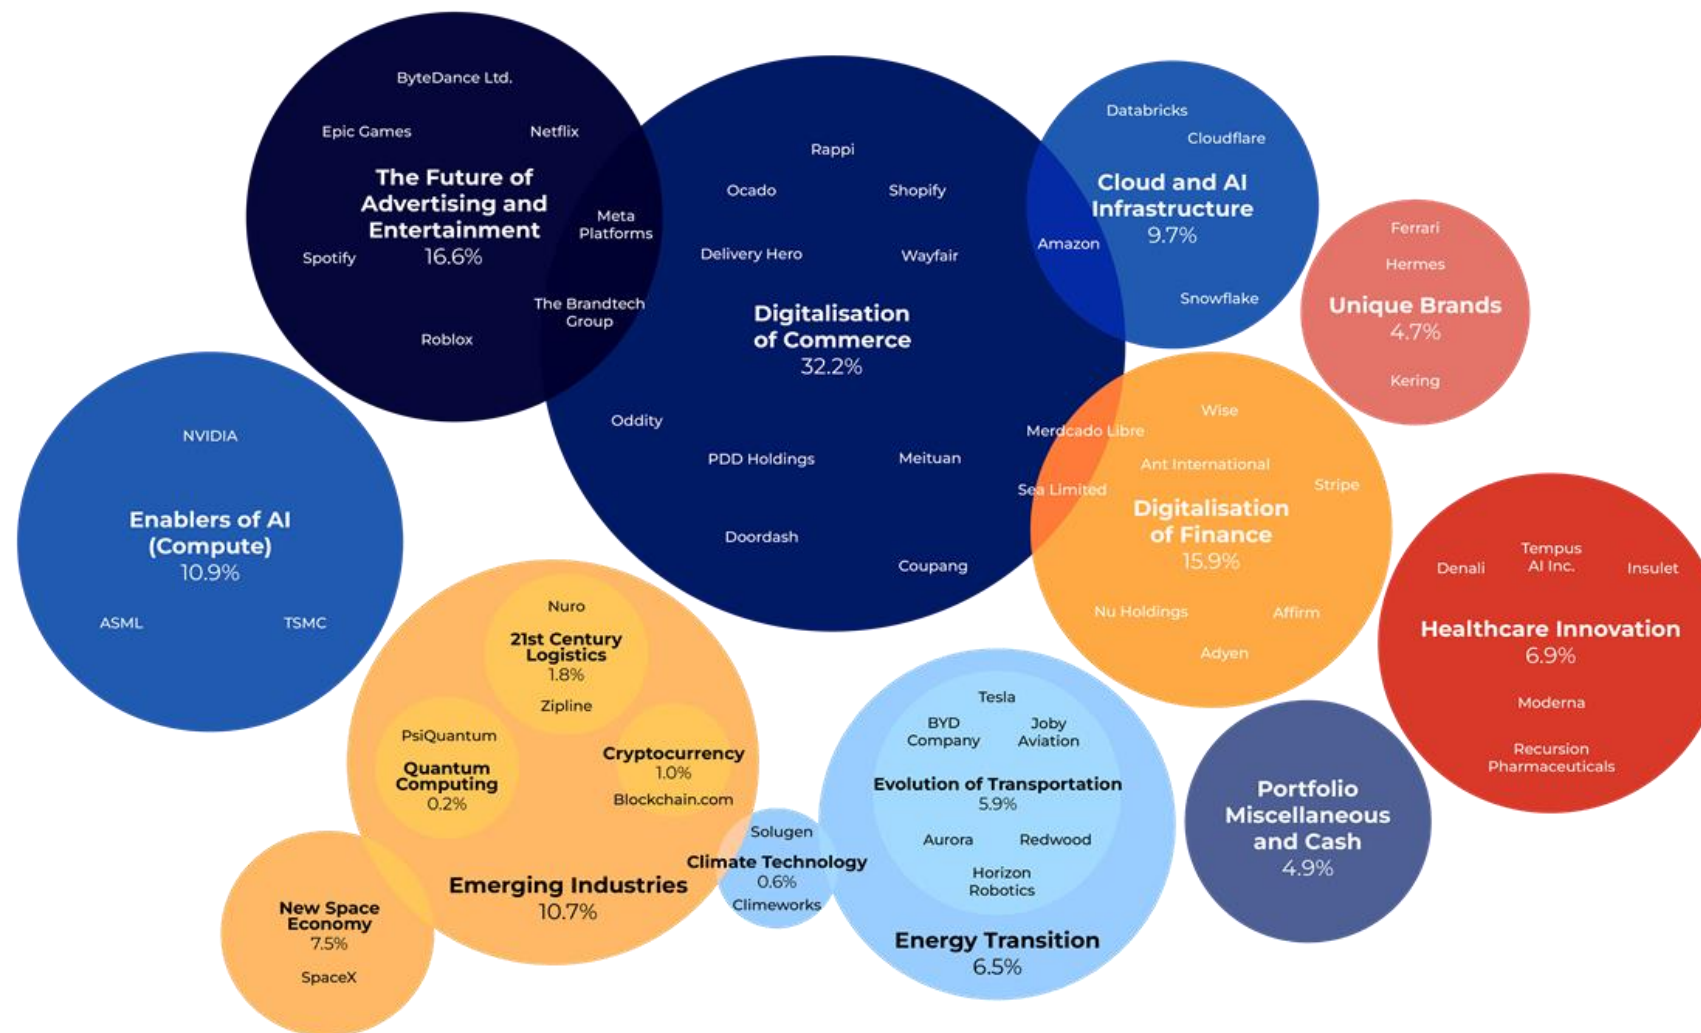 ByteDance Ltd.
Epic Games
Netflix
The Future of
Advertising and
Entertainment
16.6%
Meta
Platforms
Spotify
The Brandtech
Group
Roblox
Rappi
Ocado
Shopify
Delivery Hero
Wayfair
Digitalisation
of Commerce
32.2%
Oddity
PDD Holdings
Meituan
Doordash
Coupang
Databricks
Cloudflare
Cloud and AI
Infrastructure
9.7%
Amazon
Snowflake
Ferrari
Hermes
Unique Brands
4.7%
Kering
NVIDIA
Enablers of AI
(Compute)
10.9%
ASML
TSMC
Wise
Merdcado Libre
Ant International
Stripe
Sea Limited
Digitalisation
of Finance
15.9%
Nu Holdings
Affirm
Adyen
Denali
Tempus
AI Inc.
Insulet
Healthcare Innovation
6.9%
Moderna
Recursion
Pharmaceuticals
Nuro
21st Century
Logistics
1.8%
Zipline
PsiQuantum
Quantum
Computing
0.2%
Cryptocurrency
1.0%
Blockchain.com
Emerging Industries
10.7%
New Space
Economy
7.5%
SpaceX
Solugen
Climate Technology
0.6%
Climeworks
Tesla
BYD
Company
Joby
Aviation
Evolution of Transportation
5.9%
Aurora
Redwood
Horizon
Robotics
Energy Transition
6.5%
Portfolio
Miscellaneous
and Cash
4.9%